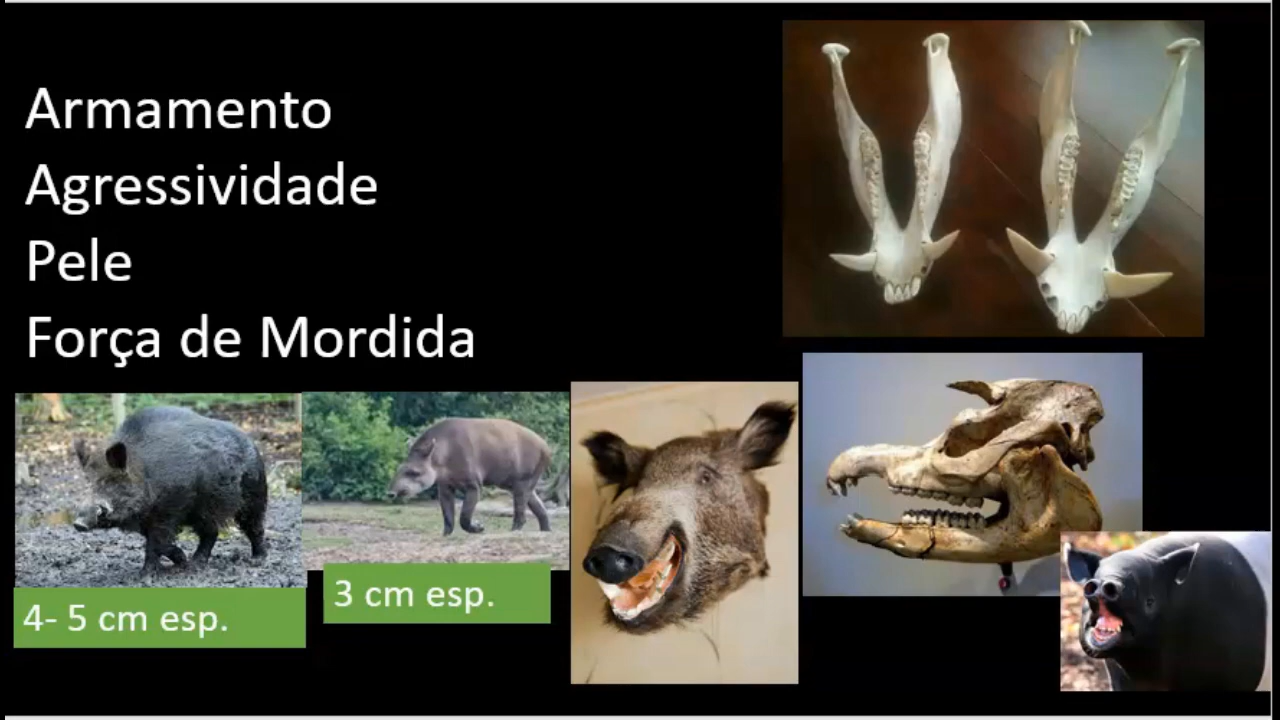 Armamento
Agressividade
Pele
Força de Mordida
4- 5 cm esp.
3 cm esp.